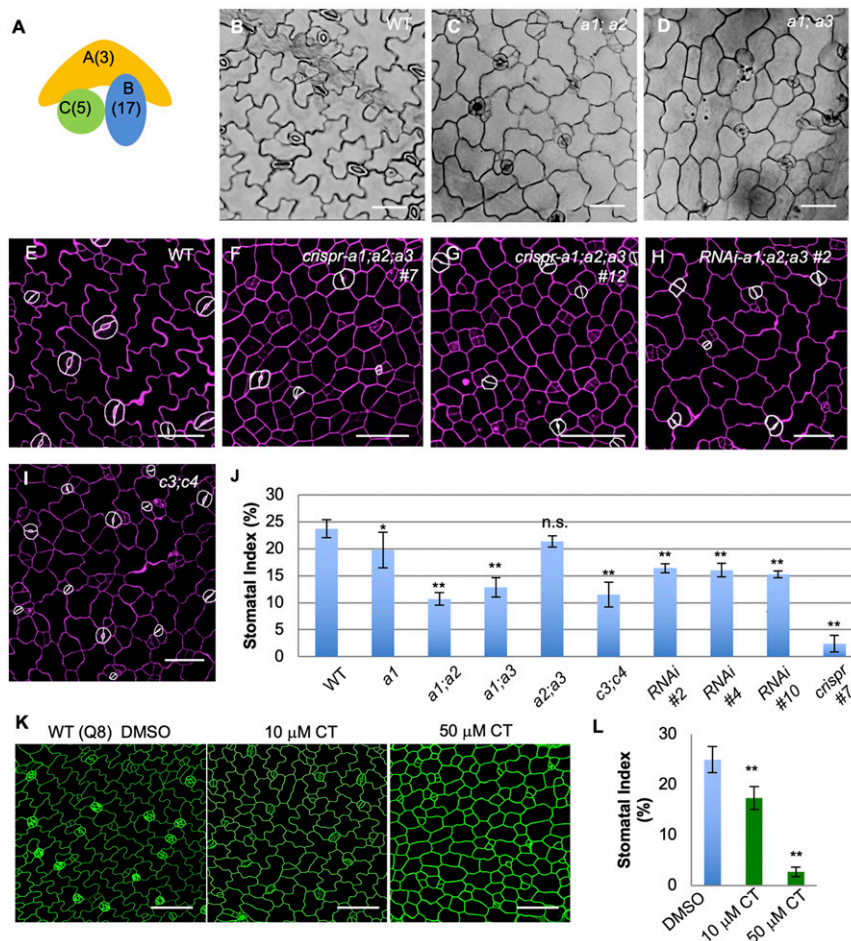 A
A(3)
B
C(5)
(17)
B
WT
C
a1; a2
D
a1; a3
E
WT
F
crispr-a1;a2;a3
#7
G
crispr-a1;a2;a3
#12
H
RNAi-a1;a2;a3 #2
I
c3;c4
J
Stomatal Index (%)
30
25
20
15
10
5
0
*
**
**
n.s.
**
**
**
**
**
WT
a1
a1;a2
a1;a3
a2;a3
c3;c4
RNAi
#2
RNAi
#4
RNAi
#10
crispr
#7
K
WT (Q8) DMSO
10 μM CT
50 μM CT
L
Stomatal Index
(%)
30
20
10
0
**
**
DMSO
10 μM CT
50 μM CT